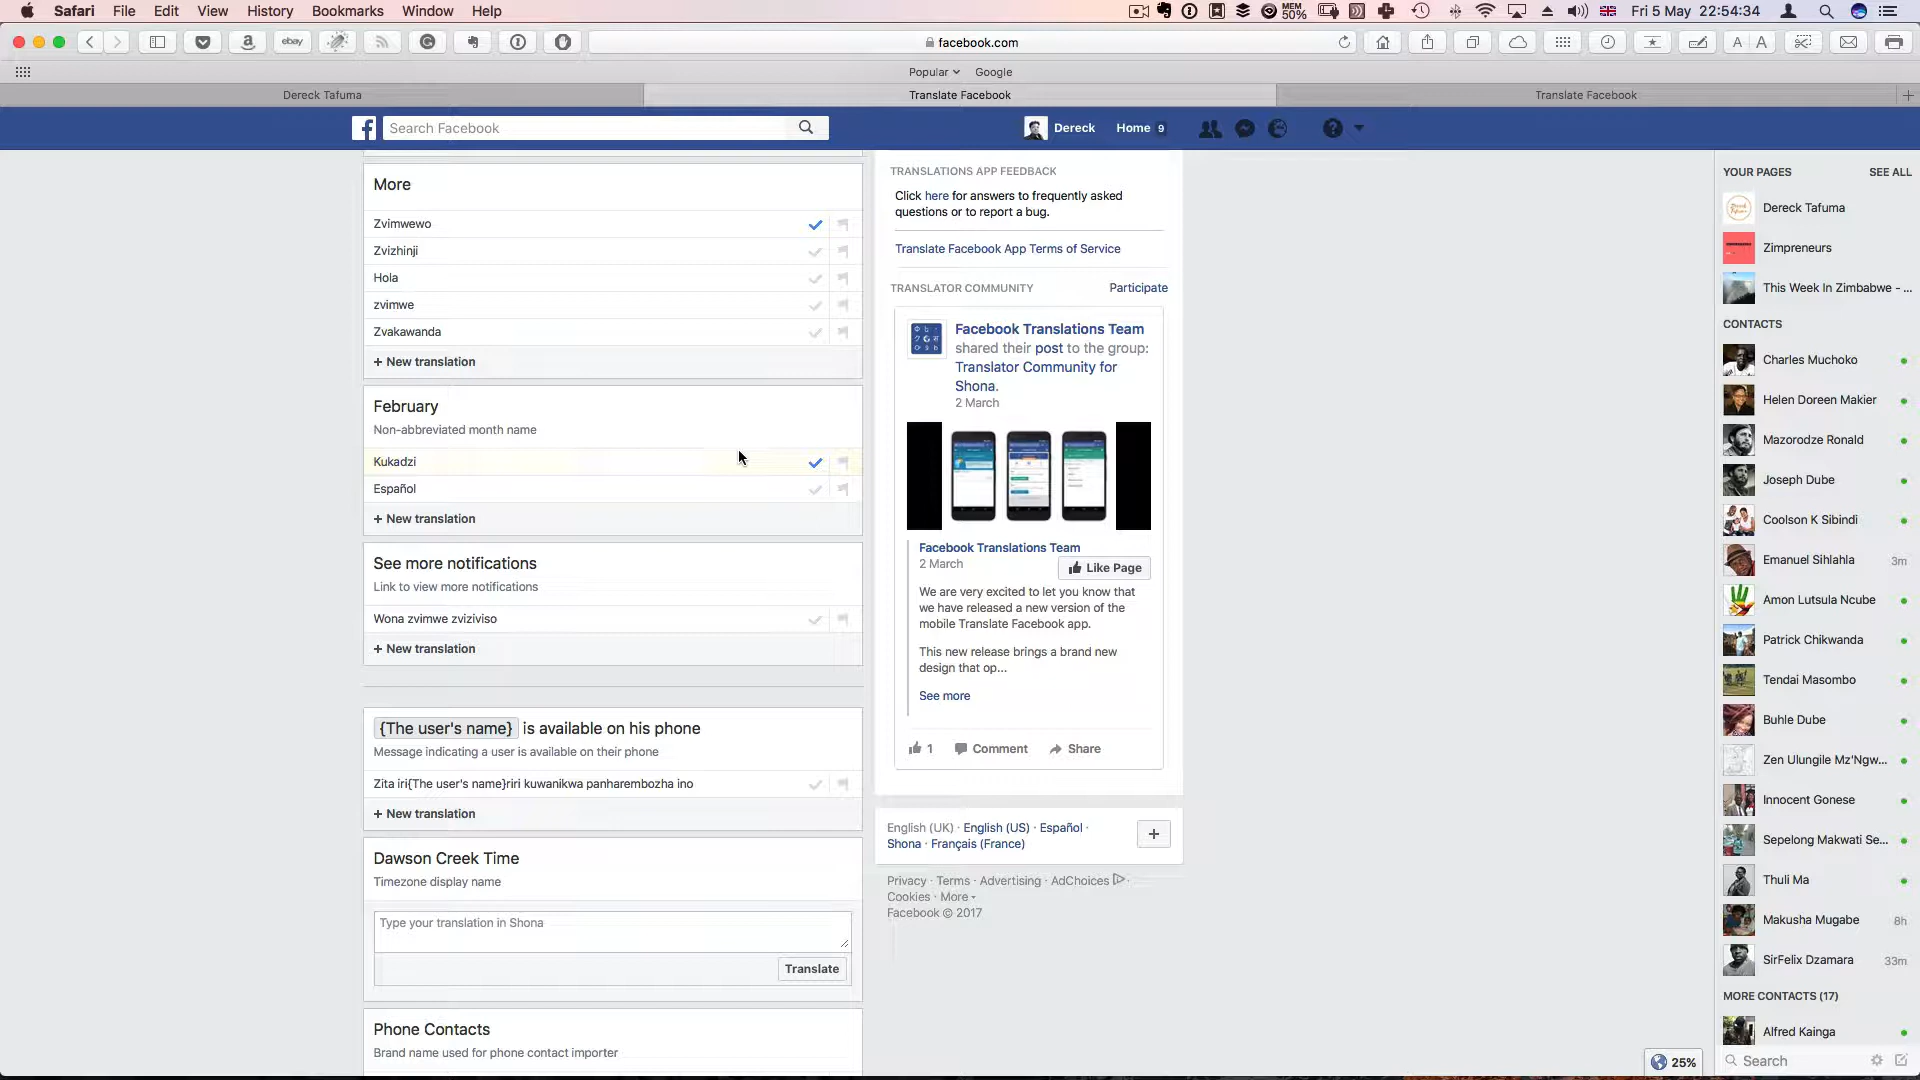 Safari File Edit View History Bookmarks Window Help
MEM 50%
Fri 5 May 22:54:34
ebay
facebook.com
A A
Popular
Google
Dereck Tafuma
Translate Facebook
Translate Facebook
Search Facebook
Dereck
Home 9
More
Zvimwewo
Zvizhinji
Hola
zvimwe
Zvakawanda
+ New translation
February
Non-abbreviated month name
Kukadzi
Español
+ New translation
See more notifications
Link to view more notifications
Wona zvimwe zviziviso
+ New translation
{The user's name} is available on his phone
Message indicating a user is available on their phone
Zita iri{The user's name}riri kuwanikwa panharembozha ino
+ New translation
Dawson Creek Time
Timezone display name
Type your translation in Shona
Translate
Phone Contacts
Brand name used for phone contact importer
TRANSLATIONS APP FEEDBACK
Click here for answers to frequently asked
questions or to report a bug.
Translate Facebook App Terms of Service
TRANSLATOR COMMUNITY
Participate
Facebook Translations Team
shared their post to the group:
Translator Community for
Shona.
2 March
Facebook Translations Team
2 March
Like Page
We are very excited to let you know that
we have released a new version of the
mobile Translate Facebook app.
This new release brings a brand new
design that op...
See more
1 Comment Share
English (UK) · English (US) · Español ·
Shona · Français (France)
+
Privacy · Terms · Advertising · AdChoices ·
Cookies · More
Facebook © 2017
YOUR PAGES
SEE ALL
Dereck Tafuma
Zimpreneurs
This Week In Zimbabwe - ...
CONTACTS
Charles Muchoko
Helen Doreen Makier
Mazorodze Ronald
Joseph Dube
Coolson K Sibindi
Emanuel Sihlahla 3m
Amon Lutsula Ncube
Patrick Chikwanda
Tendai Masombo
Buhle Dube
Zen Ulungile Mz'Ngw...
Innocent Gonese
Sepelong Makwati Se...
Thuli Ma
Makusha Mugabe 8h
SirFelix Dzamara 33m
MORE CONTACTS (17)
Alfred Kainga
25%
Search